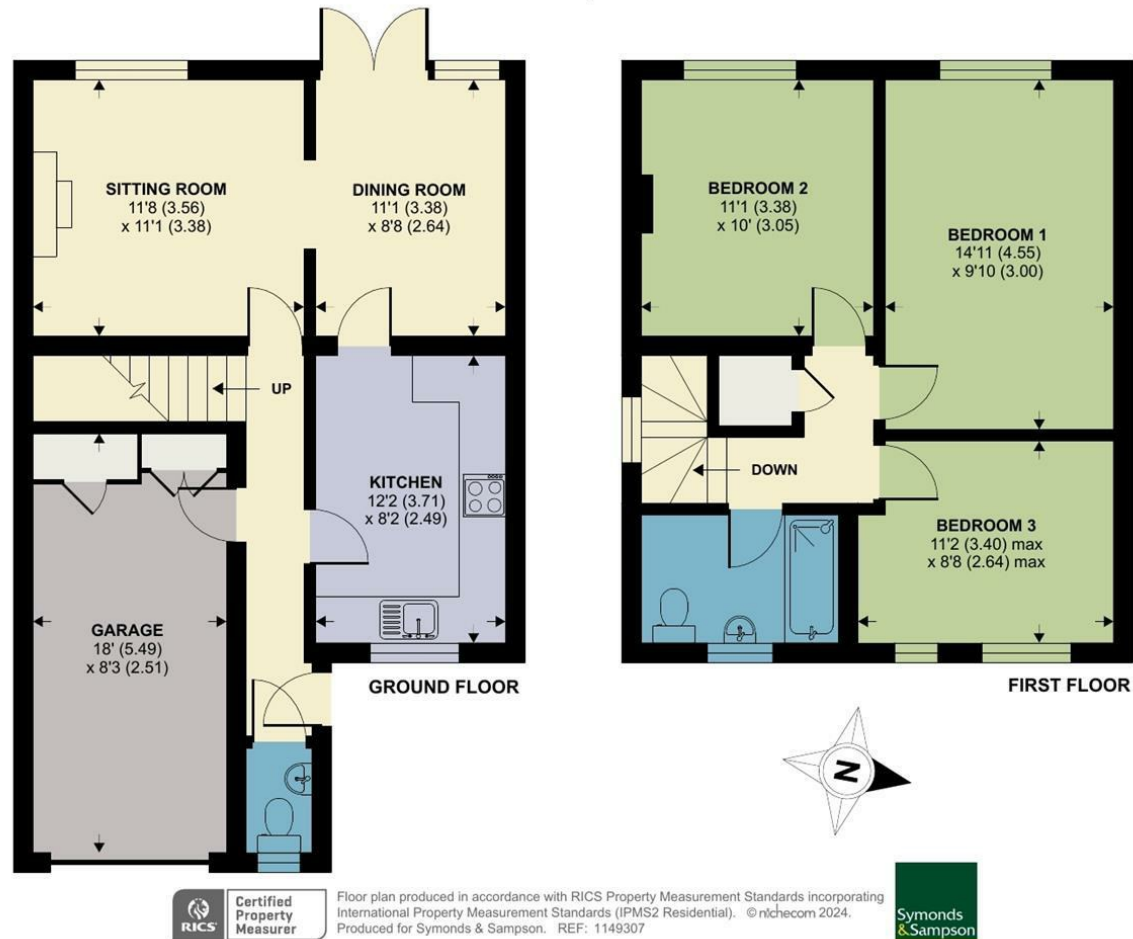 SITTING ROOM
11'8 (3.56)
x 11'1 (3.38)
DINING ROOM
11'1 (3.38)
x 8'8 (2.64)
UP
KITCHEN
12'2 (3.71)
x 8'2 (2.49)
GARAGE
18' (5.49)
x 8'3 (2.51)
GROUND FLOOR
BEDROOM 2
11'1 (3.38)
x 10' (3.05)
BEDROOM 1
14'11 (4.55)
x 9'10 (3.00)
DOWN
BEDROOM 3
11'2 (3.40) max
x 8'8 (2.64) max
FIRST FLOOR
N
RICS
Certified
Property
Measurer
Floor plan produced in accordance with RICS Property Measurement Standards incorporating
International Property Measurement Standards (IPMS2 Residential). © nichecom 2024.
Produced for Symonds & Sampson. REF: 1149307
Symonds
&Sampson